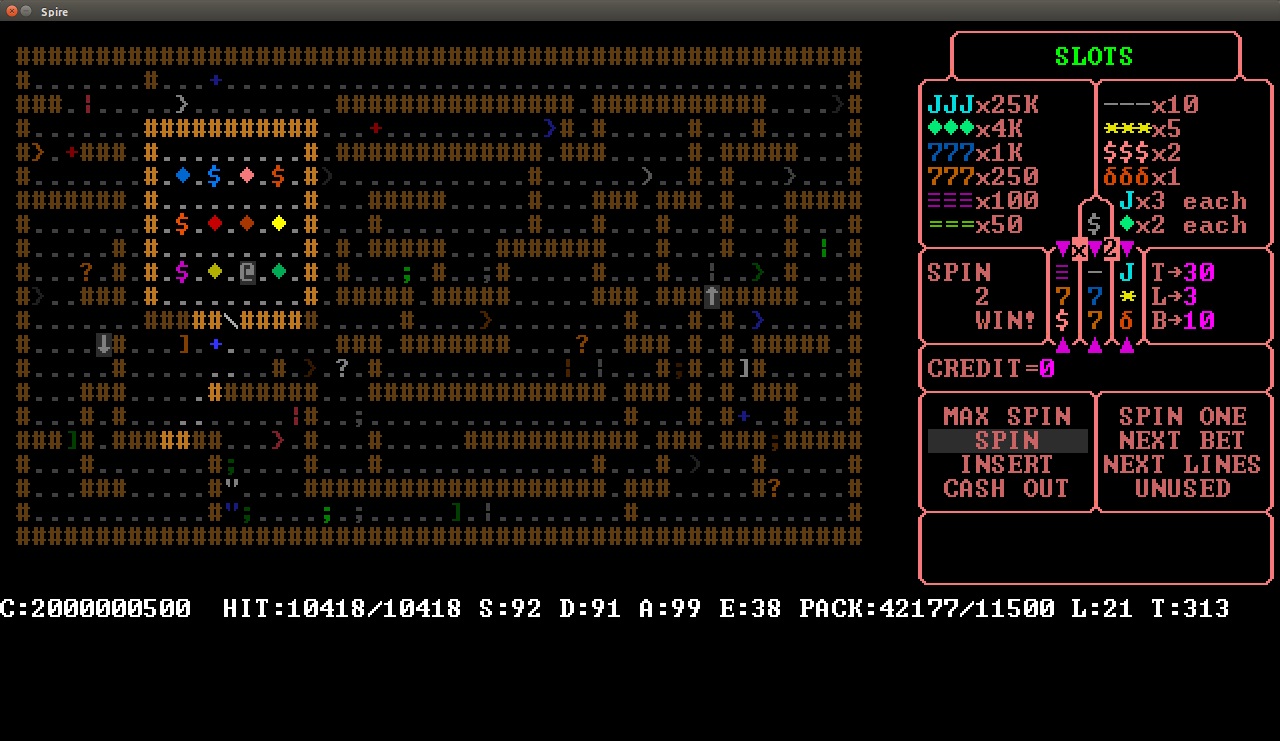 Spire
SLOTS
JJJx25K
♦♦♦x4K
777x1K
777x250
≡≡≡x100
===x50
---x10
***x5
$$$x2
δδδx1
Jx3 each
♦x2 each
SPIN
2
WIN!
≡ - J
7 7 *
$ 7 δ
T→30
L→3
B→10
CREDIT=0
MAX SPIN
SPIN
INSERT
CASH OUT
SPIN ONE
NEXT BET
NEXT LINES
UNUSED
C:2000000500 HIT:10418/10418 S:92 D:91 A:99 E:38 PACK:42177/11500 L:21 T:313